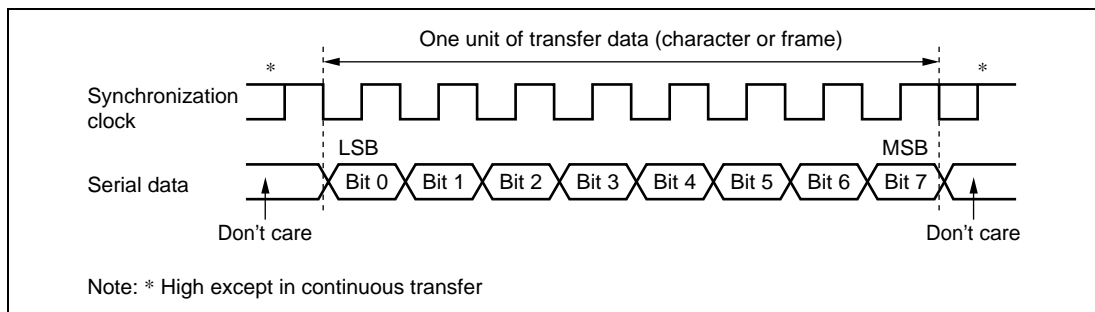 One unit of transfer data (character or frame)
* *
Synchronization
clock
LSB MSB
Serial data Bit 0 Bit 1 Bit 2 Bit 3 Bit 4 Bit 5 Bit 6 Bit 7
Don't care Don't care
Note: * High except in continuous transfer